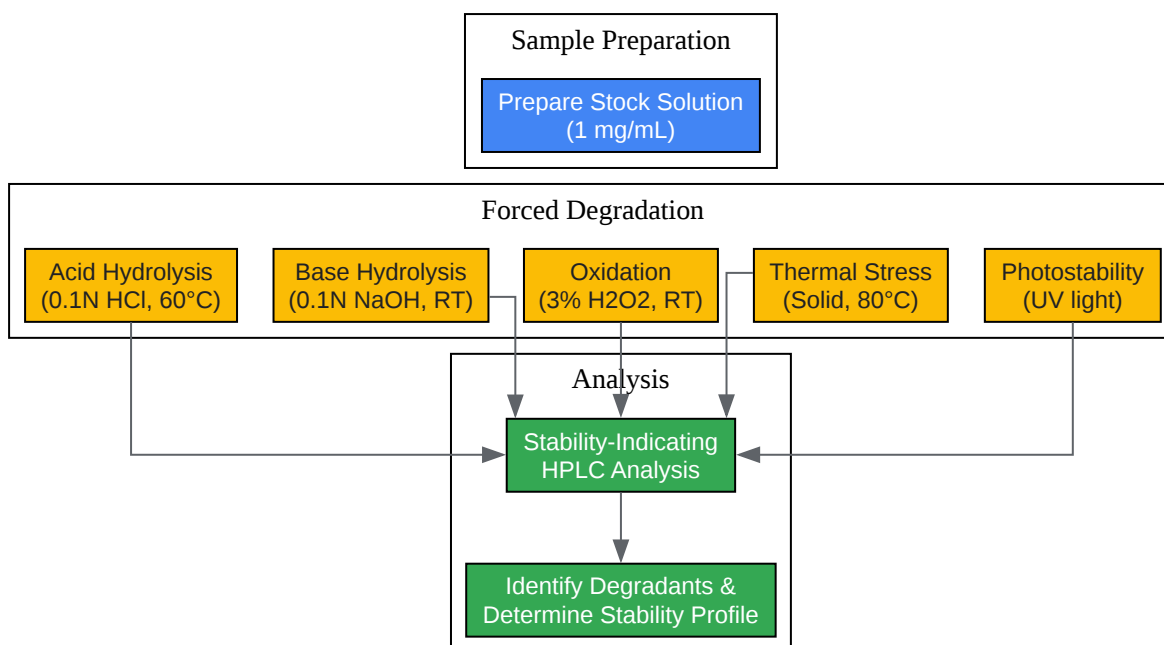 Sample Preparation
Prepare Stock Solution
(1 mg/mL)
Forced Degradation
Acid Hydrolysis
(0.1N HCl, 60°C)
Base Hydrolysis
(0.1N NaOH, RT)
Oxidation
(3% H2O2, RT)
Thermal Stress
(Solid, 80°C)
Photostability
(UV light)
Analysis
Stability-Indicating
HPLC Analysis
Identify Degradants &
Determine Stability Profile